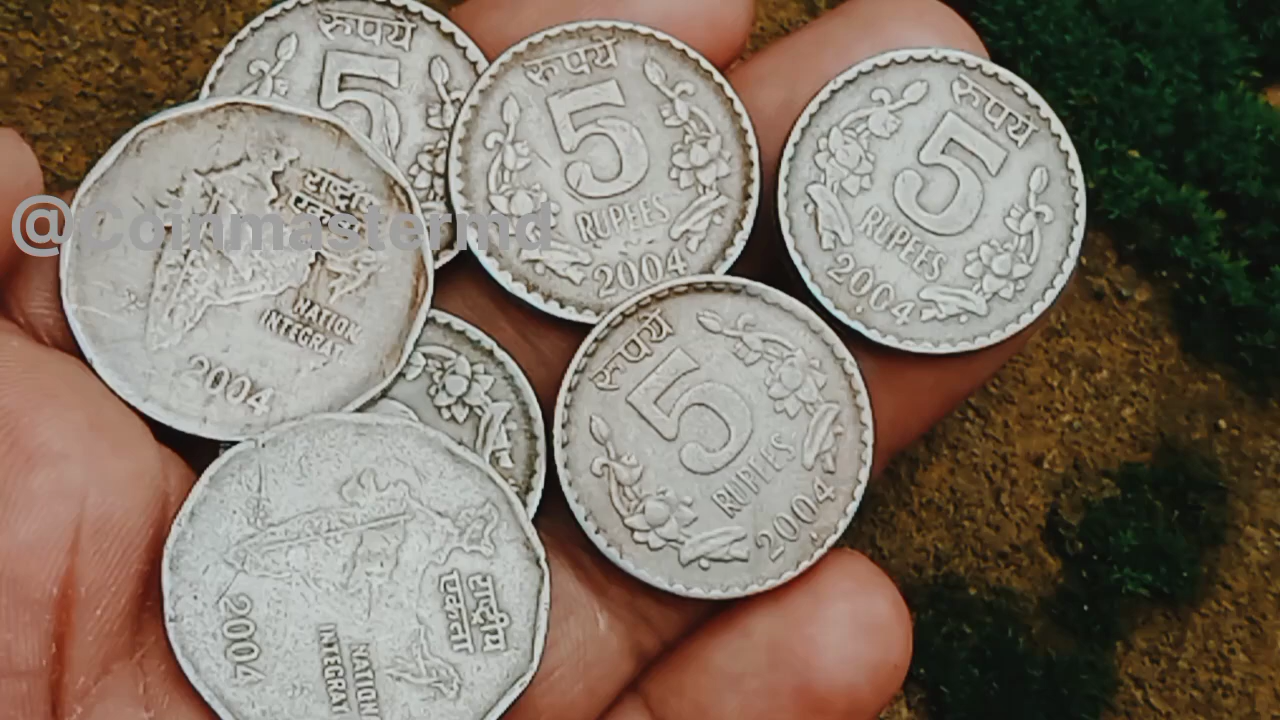 रूपये
5
रूपये
5
RUPEES
2004
रूपये
5
RUPEES
2004
@Coinmastermd
राष्ट्रीय
NATION
INTEGRAT
2004
रूपये
5
RUPEES
2004
राष्ट्रीय
एकता
NATION
INTEGRAT
2004